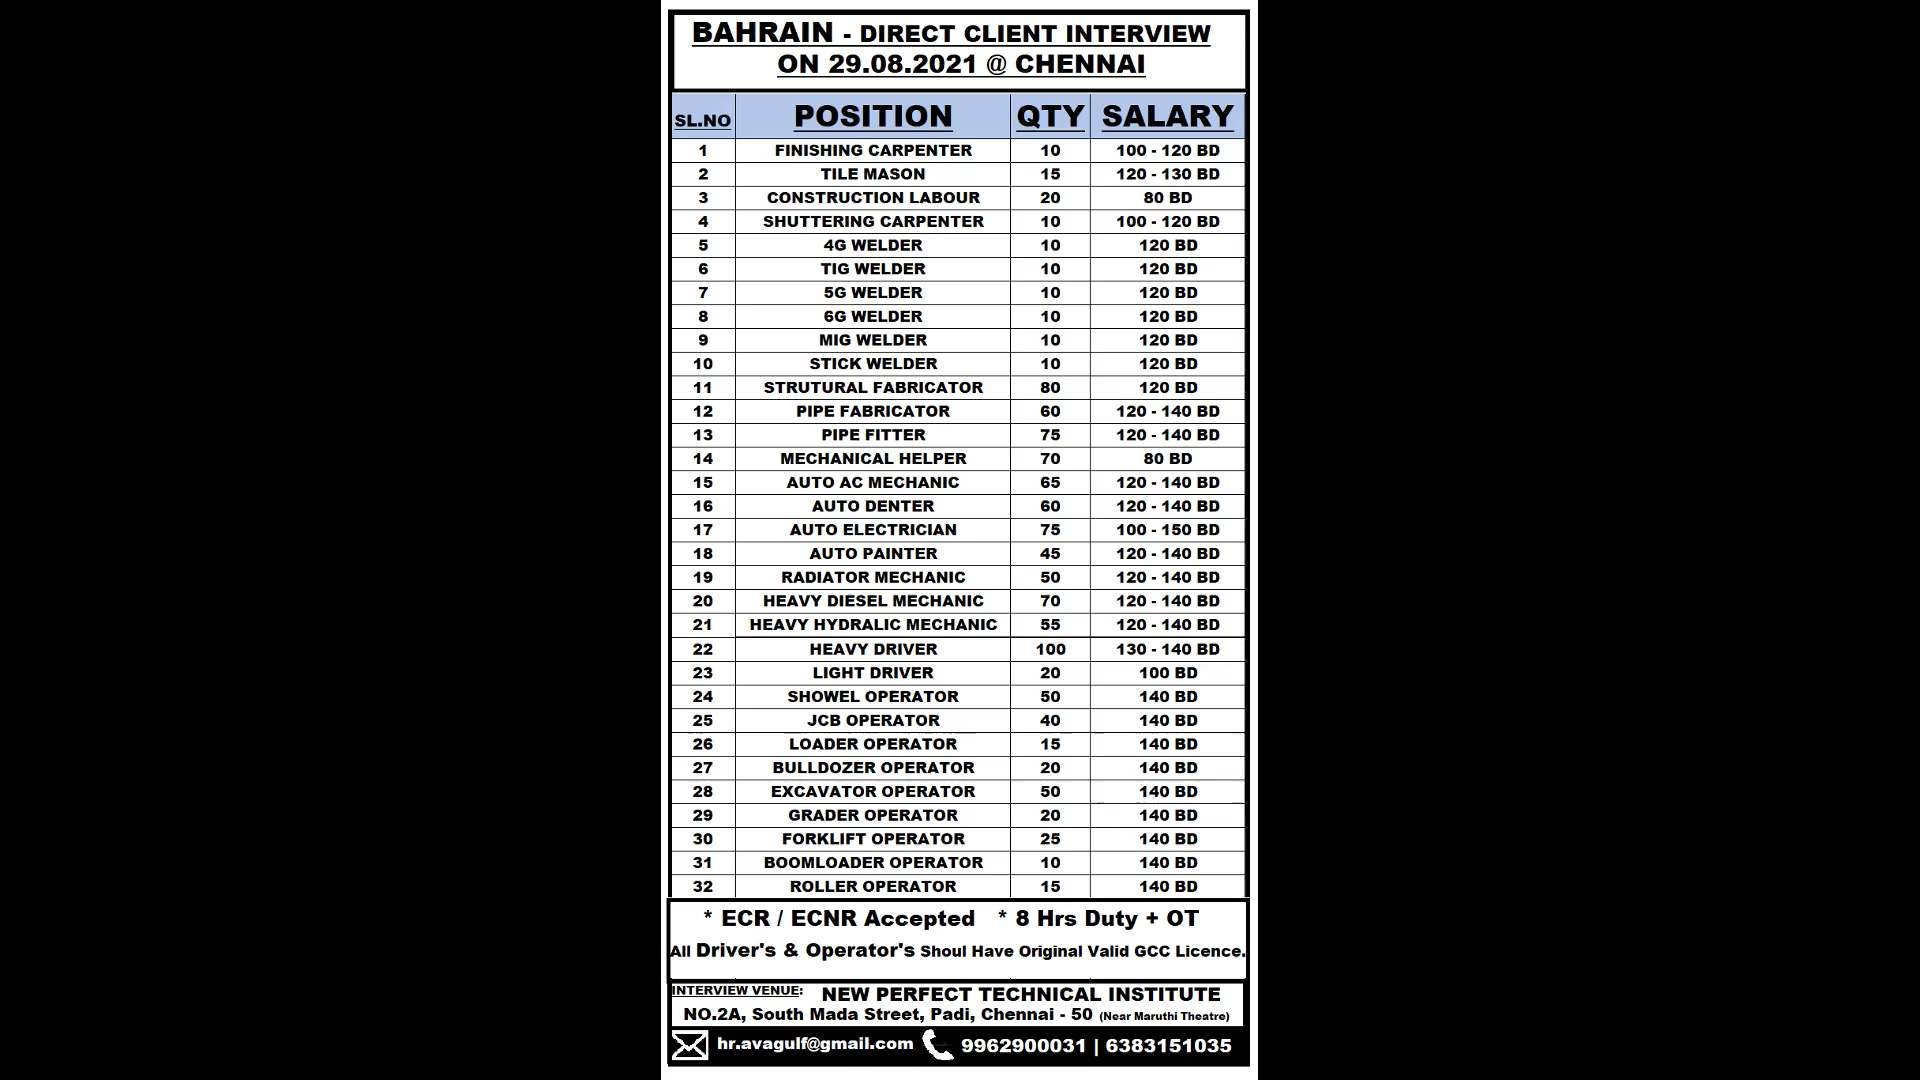 BAHRAIN - DIRECT CLIENT INTERVIEW
ON 29.08.2021 @ CHENNAI
SL.NO POSITION QTY SALARY
1 FINISHING CARPENTER 10 100 - 120 BD
2 TILE MASON 15 120 - 130 BD
3 CONSTRUCTION LABOUR 20 80 BD
4 SHUTTERING CARPENTER 10 100 - 120 BD
5 4G WELDER 10 120 BD
6 TIG WELDER 10 120 BD
7 5G WELDER 10 120 BD
8 6G WELDER 10 120 BD
9 MIG WELDER 10 120 BD
10 STICK WELDER 10 120 BD
11 STRUTURAL FABRICATOR 80 120 BD
12 PIPE FABRICATOR 60 120 - 140 BD
13 PIPE FITTER 75 120 - 140 BD
14 MECHANICAL HELPER 70 80 BD
15 AUTO AC MECHANIC 65 120 - 140 BD
16 AUTO DENTER 60 120 - 140 BD
17 AUTO ELECTRICIAN 75 100 - 150 BD
18 AUTO PAINTER 45 120 - 140 BD
19 RADIATOR MECHANIC 50 120 - 140 BD
20 HEAVY DIESEL MECHANIC 70 120 - 140 BD
21 HEAVY HYDRALIC MECHANIC 55 120 - 140 BD
22 HEAVY DRIVER 100 130 - 140 BD
23 LIGHT DRIVER 20 100 BD
24 SHOWEL OPERATOR 50 140 BD
25 JCB OPERATOR 40 140 BD
26 LOADER OPERATOR 15 140 BD
27 BULLDOZER OPERATOR 20 140 BD
28 EXCAVATOR OPERATOR 50 140 BD
29 GRADER OPERATOR 20 140 BD
30 FORKLIFT OPERATOR 25 140 BD
31 BOOMLOADER OPERATOR 10 140 BD
32 ROLLER OPERATOR 15 140 BD
* ECR / ECNR Accepted * 8 Hrs Duty + OT
All Driver's & Operator's Shoul Have Original Valid GCC Licence.
INTERVIEW VENUE: NEW PERFECT TECHNICAL INSTITUTE
NO.2A, South Mada Street, Padi, Chennai - 50 (Near Maruthi Theatre)
hr.avagulf@gmail.com 9962900031 | 6383151035